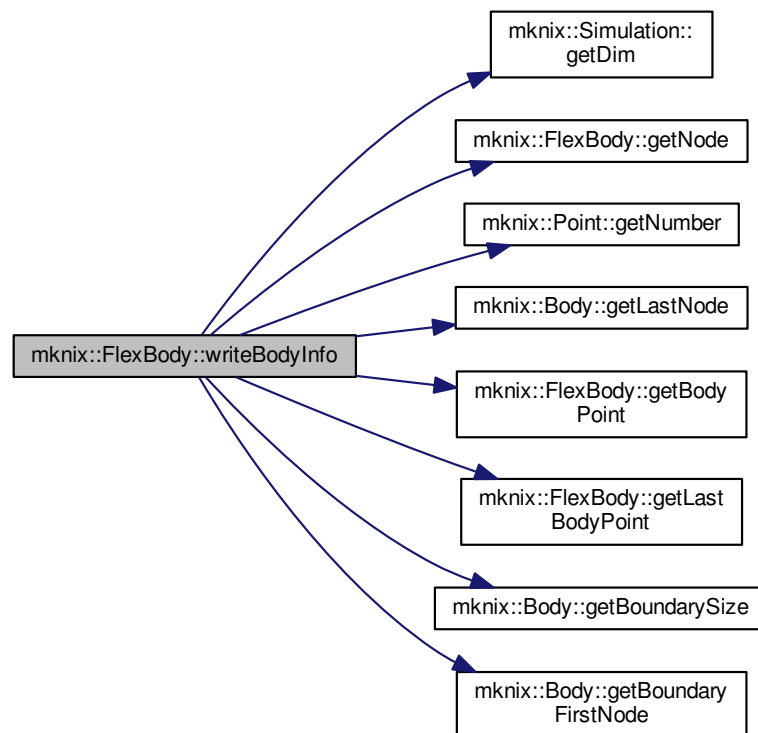 mknix::Simulation::
getDim
mknix::FlexBody::getNode
mknix::Point::getNumber
mknix::Body::getLastNode
mknix::FlexBody::writeBodyInfo
mknix::FlexBody::getBody
Point
mknix::FlexBody::getLast
BodyPoint
mknix::Body::getBoundarySize
mknix::Body::getBoundary
FirstNode